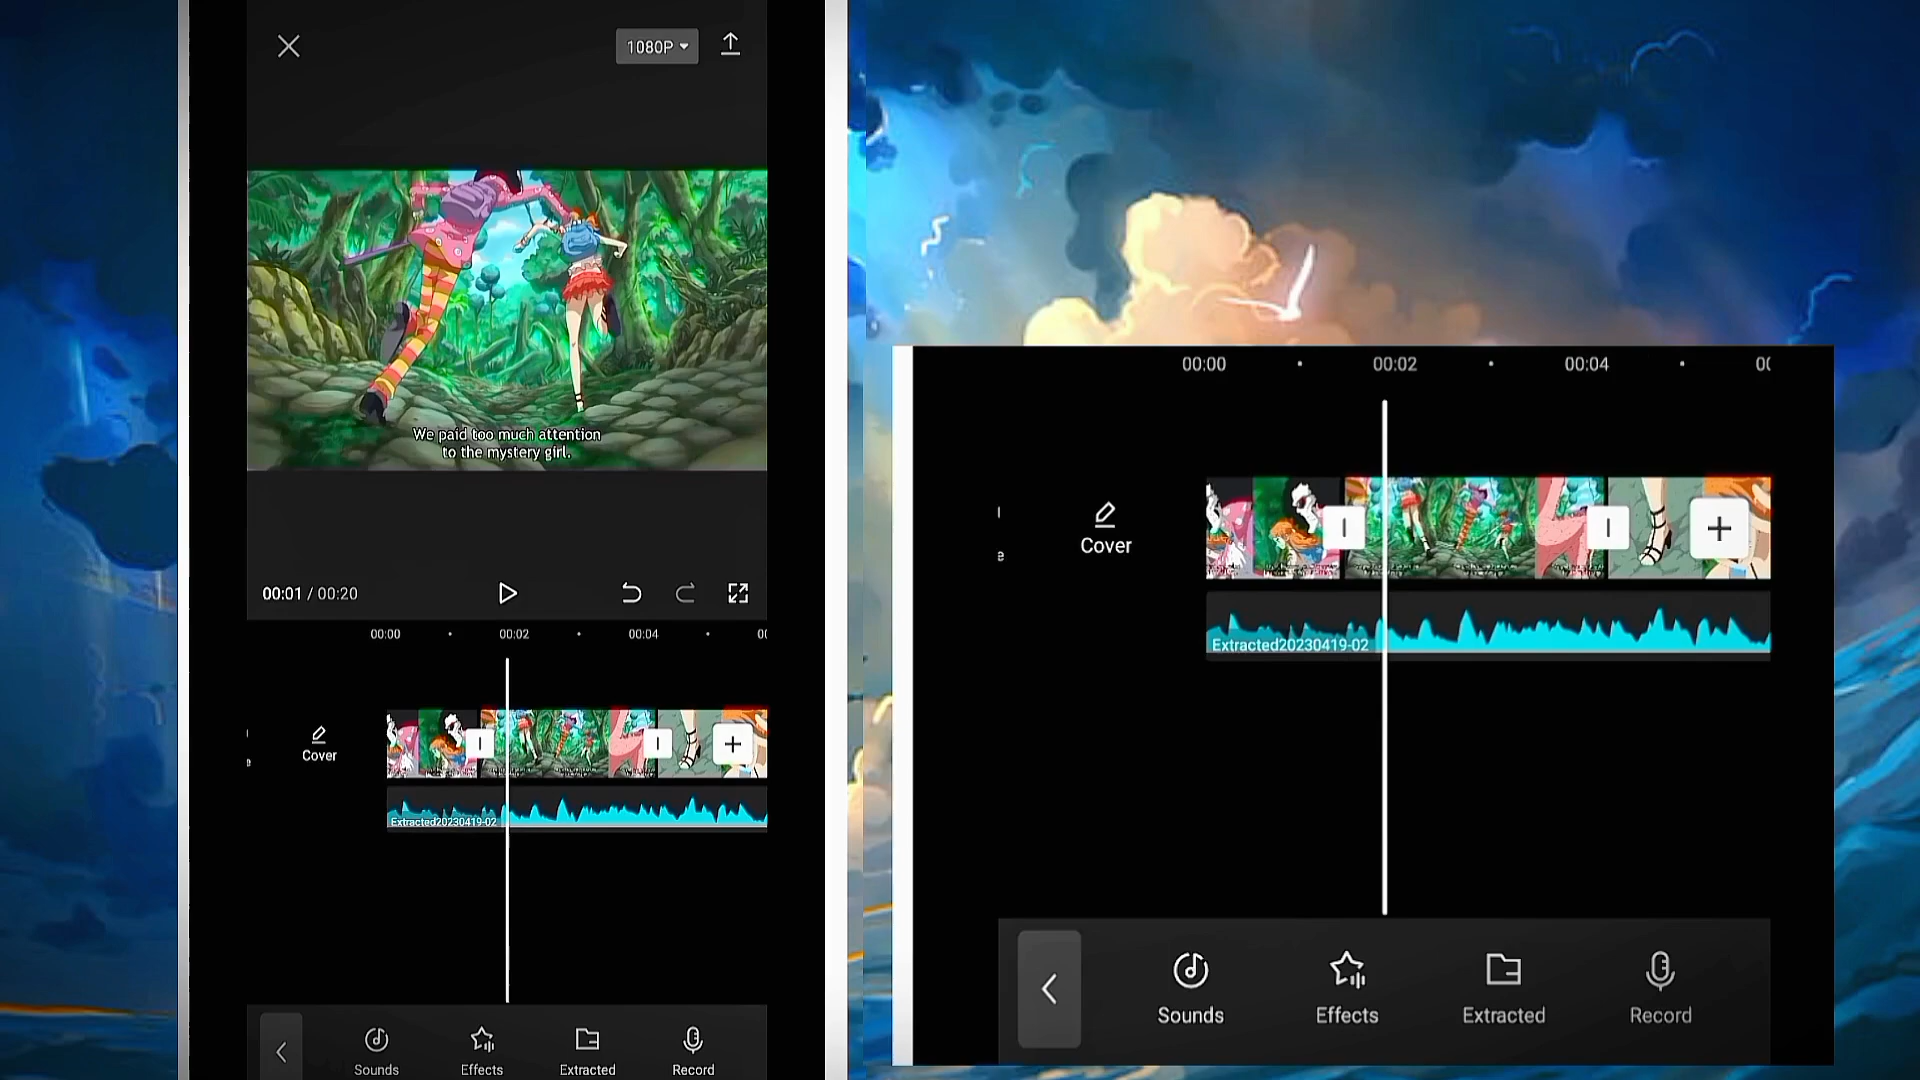 1080P
We paid too much attention
to the mystery girl.
00:01 / 00:20
00:00
00:02
00:04
Cover
Extracted20230419-02
Sounds
Effects
Extracted
Record
00:00
00:02
00:04
Cover
Extracted20230419-02
Sounds
Effects
Extracted
Record